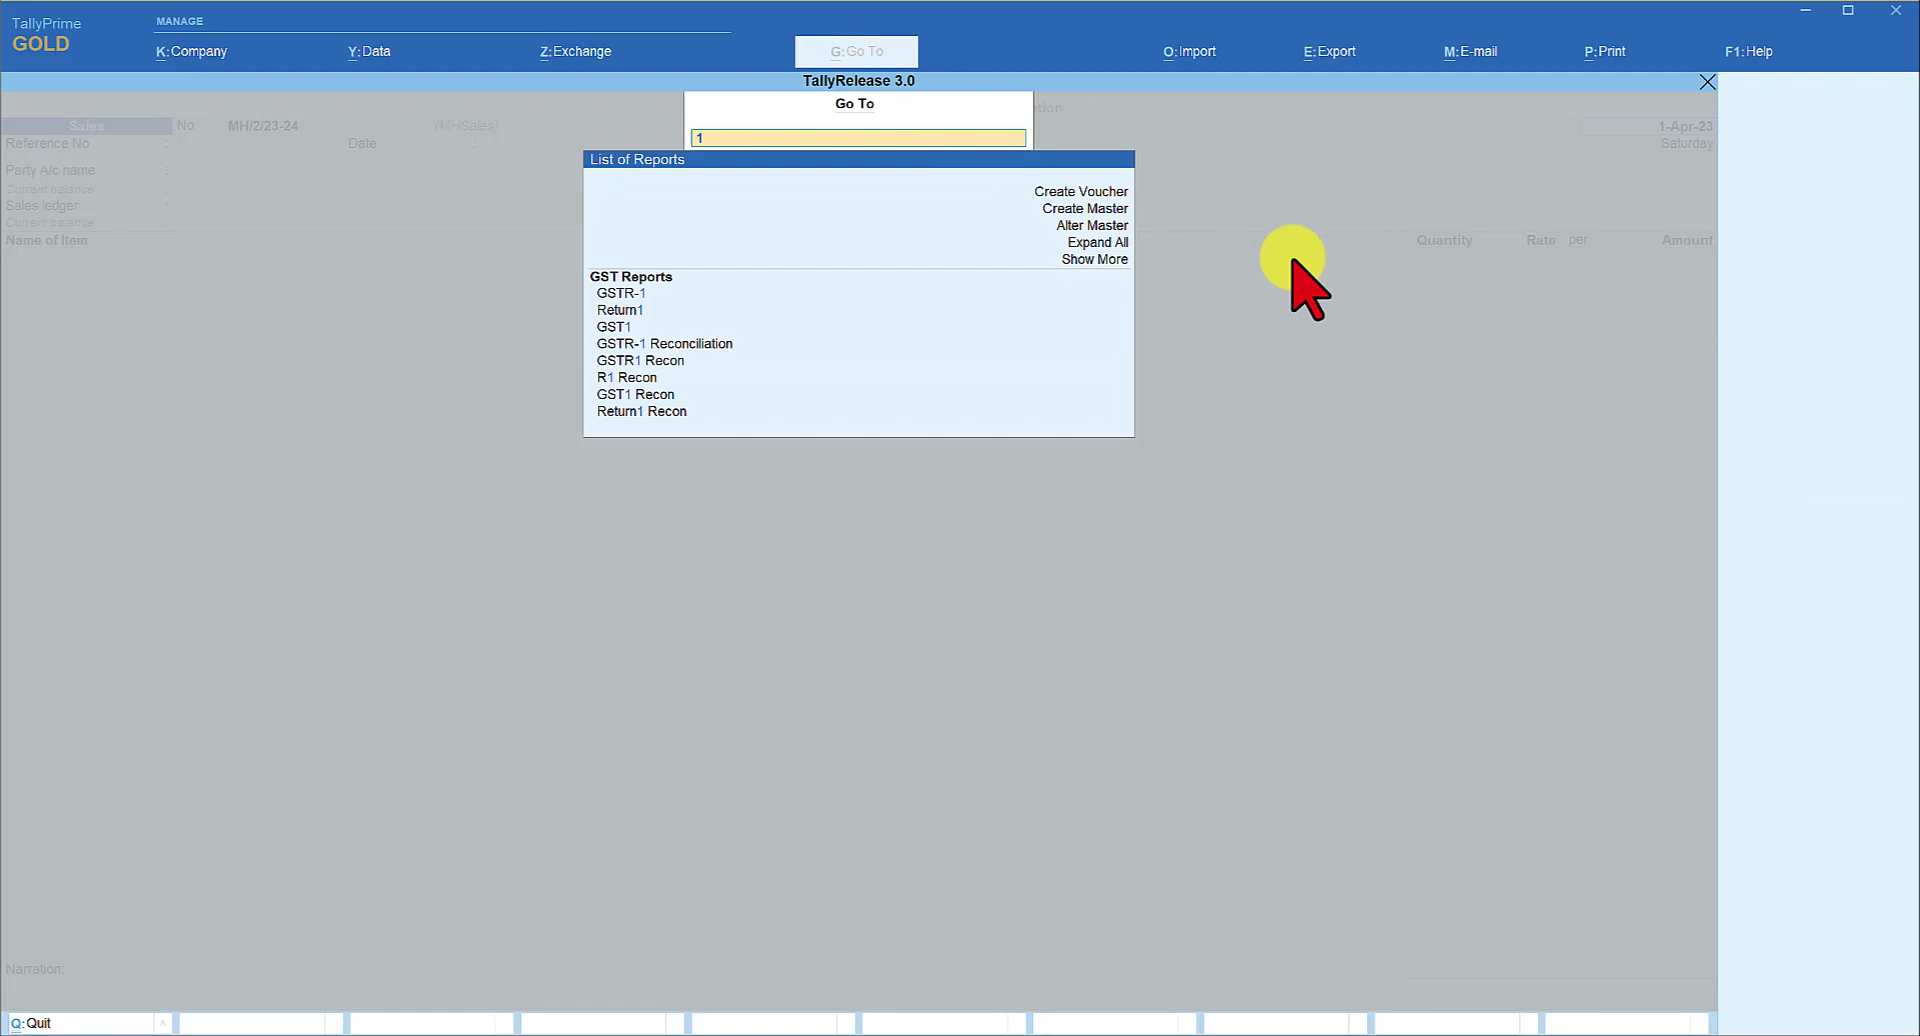 TallyPrime
GOLD
MANAGE
K:Company
Y:Data
Z:Exchange
G:Go To
O:Import
E:Export
M:E-mail
P:Print
F1:Help
TallyRelease 3.0
Go To
1
List of Reports
Create Voucher
Create Master
Alter Master
Expand All
Show More
GST Reports
GSTR-1
Return1
GST1
GSTR-1 Reconciliation
GSTR1 Recon
R1 Recon
GST1 Recon
Return1 Recon
Sales No. MH/2/23-24 (MHSales) 1-Apr-23
Reference No : Date : Saturday
Party A/c name :
Current balance :
Sales ledger :
Current balance :
Name of Item Quantity Rate per Amount
Narration:
Q:Quit